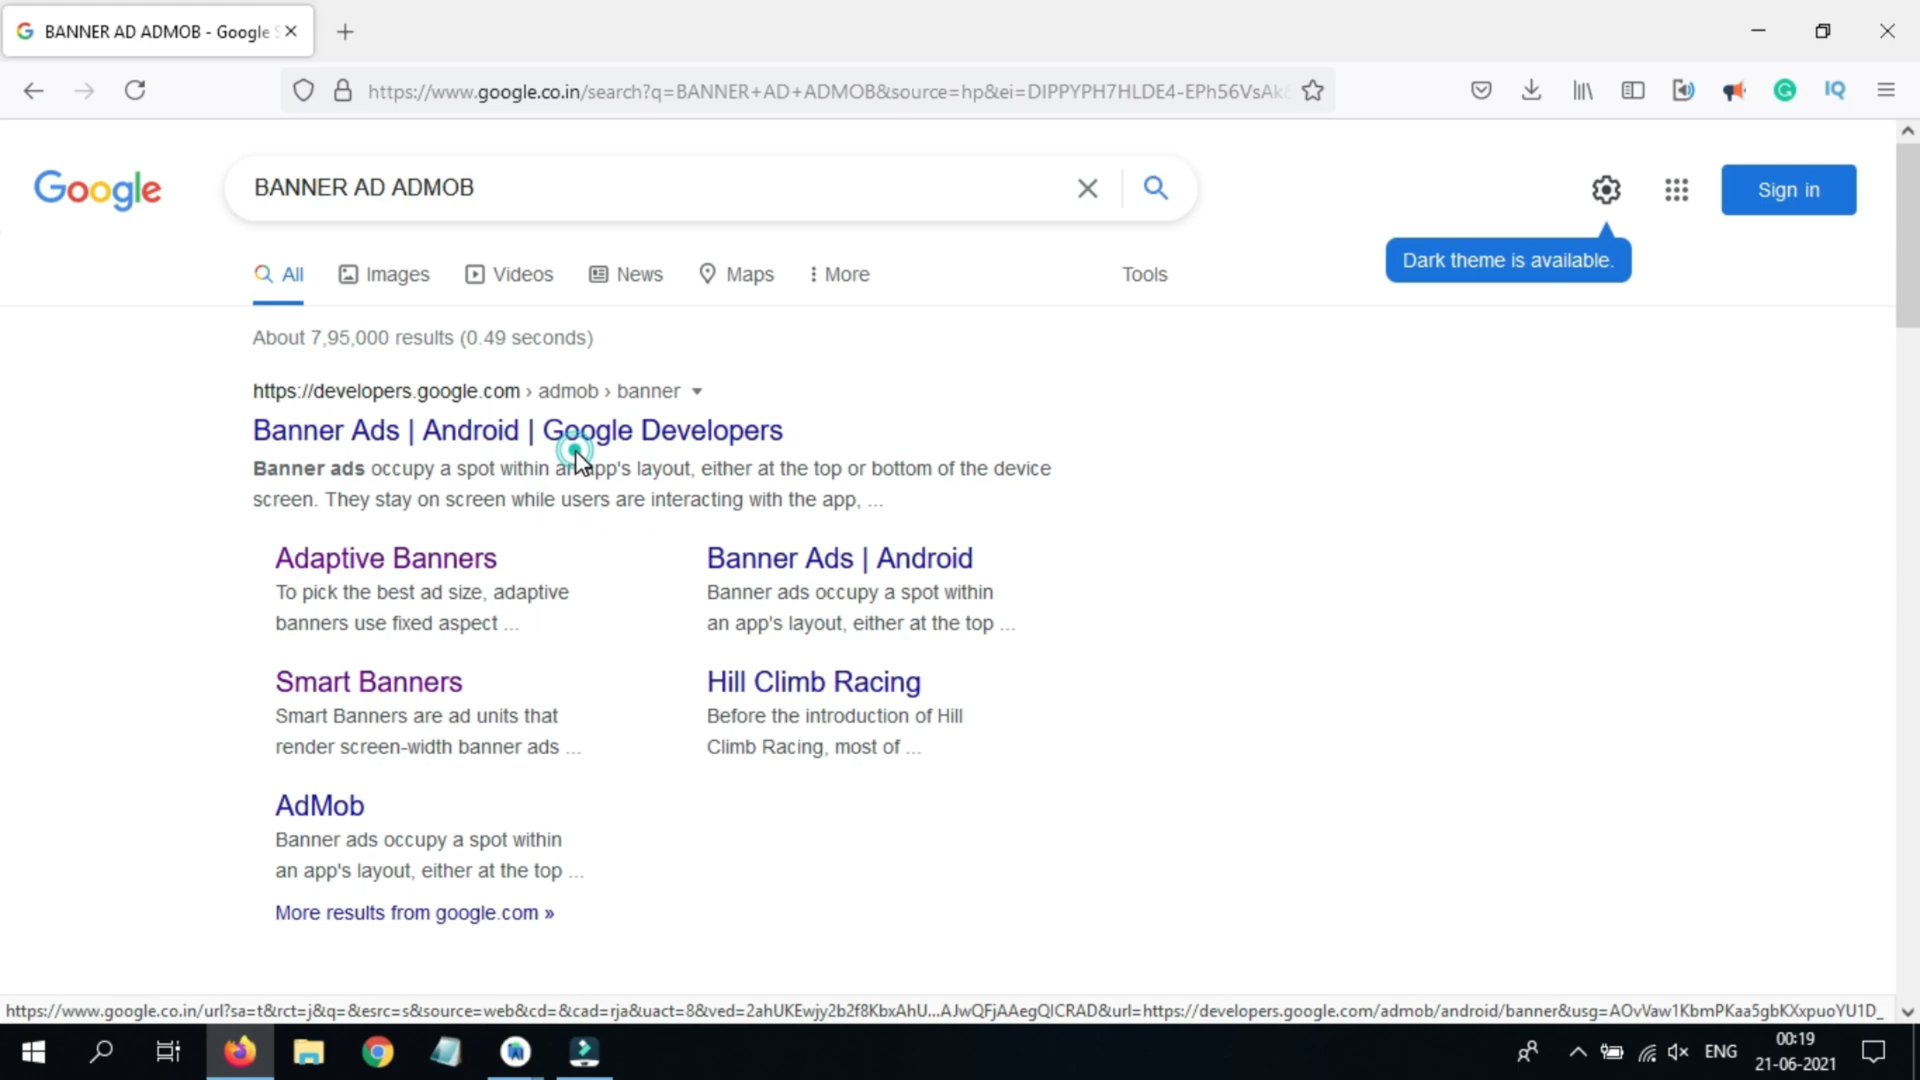 BANNER AD ADMOB - Google S
https://www.google.co.in/search?q=BANNER+AD+ADMOB&source=hp&ei=DIPPYPH7HLDE4-EPh56VsAk
IQ
Google
BANNER AD ADMOB
Sign in
Dark theme is available.
All
Images
Videos
News
Maps
More
Tools
About 7,95,000 results (0.49 seconds)
https://developers.google.com › admob › banner
Banner Ads | Android | Google Developers
Banner ads occupy a spot within an app's layout, either at the top or bottom of the device
screen. They stay on screen while users are interacting with the app, ...
Adaptive Banners
To pick the best ad size, adaptive
banners use fixed aspect ...
Banner Ads | Android
Banner ads occupy a spot within
an app's layout, either at the top ...
Smart Banners
Smart Banners are ad units that
render screen-width banner ads ...
Hill Climb Racing
Before the introduction of Hill
Climb Racing, most of ...
AdMob
Banner ads occupy a spot within
an app's layout, either at the top ...
More results from google.com »
https://www.google.co.in/url?sa=t&rct=j&q=&esrc=s&source=web&cd=&cad=rja&uact=8&ved=2ahUKEwjy2b2f8KbxAhU...AJwQFjAAegQICRAD&url=https://developers.google.com/admob/android/banner&usg=AOvVaw1KbmPKaa5gbKXxpuoYU1D_
ENG
00:19
21-06-2021